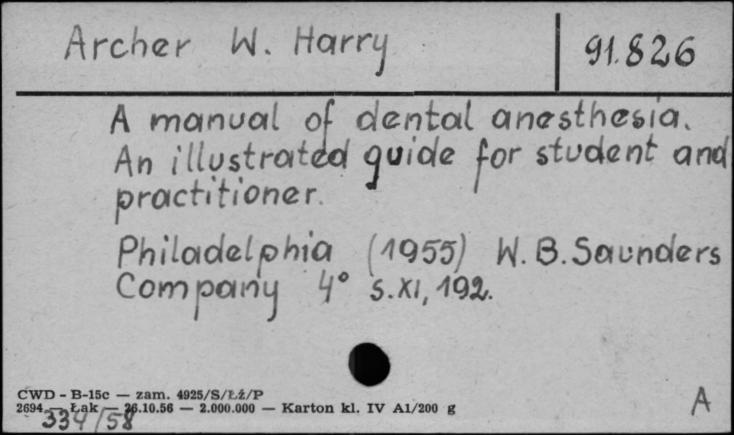 Archer W. Harry
91.826
A manual of dental anesthesia.
An illustrated guide for student and
practitioner.
Philadelphia (1955) W. B. Saunders
Company 4° s. XI, 192.
CWD - B-15c — zam. 4925/S/Łź/P
2694 — Łak — 26.10.56 — 2.000.000 — Karton kl. IV A1/200 g
334/58
A